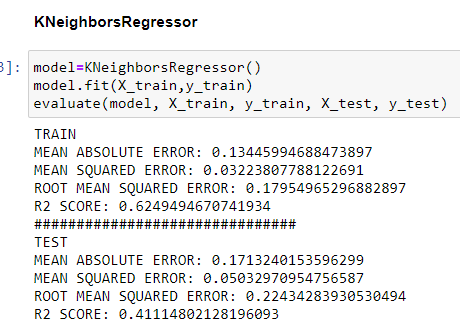 KNeighborsRegressor
3]: model=KNeighborsRegressor()
model.fit(X_train,y_train)
evaluate(model, X_train, y_train, X_test, y_test)
TRAIN
MEAN ABSOLUTE ERROR: 0.13445994688473897
MEAN SQUARED ERROR: 0.03223807788122691
ROOT MEAN SQUARED ERROR: 0.17954965296882897
R2 SCORE: 0.6249494670741934
###############################
TEST
MEAN ABSOLUTE ERROR: 0.1713240153596299
MEAN SQUARED ERROR: 0.05032970954756587
ROOT MEAN SQUARED ERROR: 0.22434283930530494
R2 SCORE: 0.41114802128196093